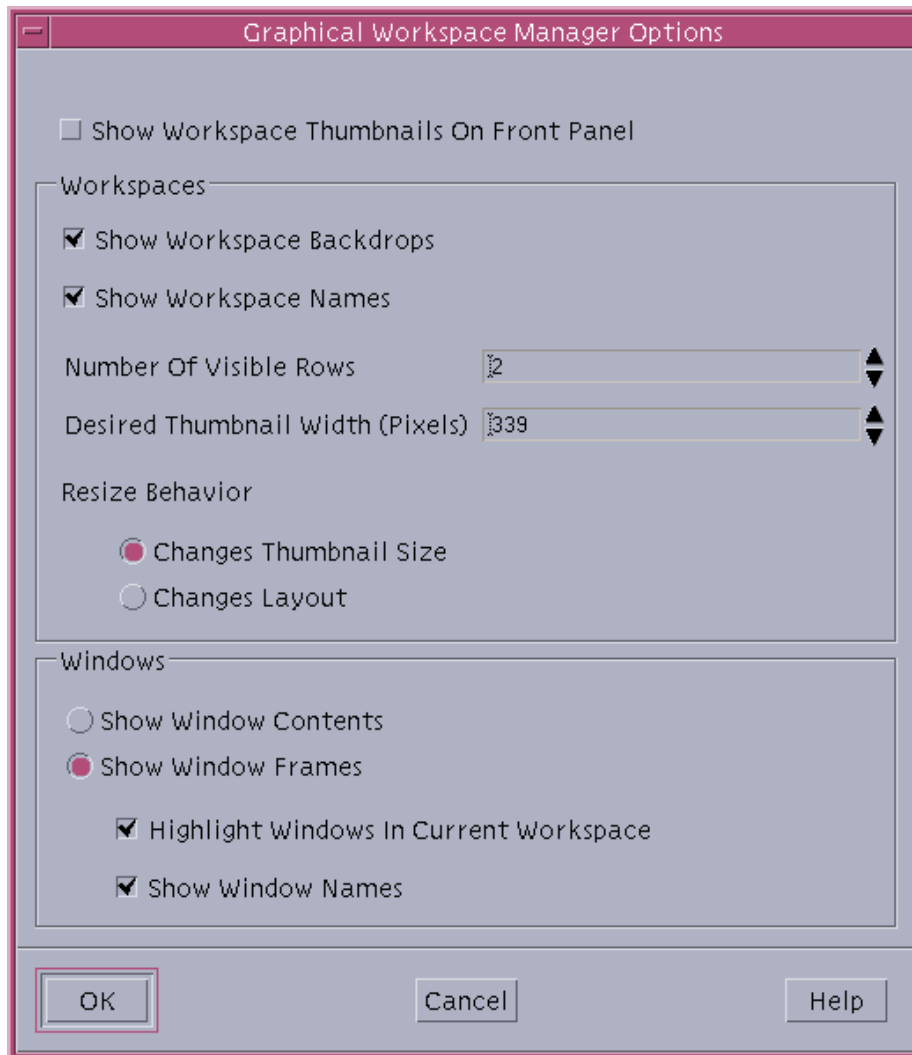 Graphical Workspace Manager Options
Show Workspace Thumbnails On Front Panel
Workspaces
Show Workspace Backdrops
Show Workspace Names
Number Of Visible Rows 2
Desired Thumbnail Width (Pixels) 339
Resize Behavior
Changes Thumbnail Size
Changes Layout
Windows
Show Window Contents
Show Window Frames
Highlight Windows In Current Workspace
Show Window Names
OK Cancel Help